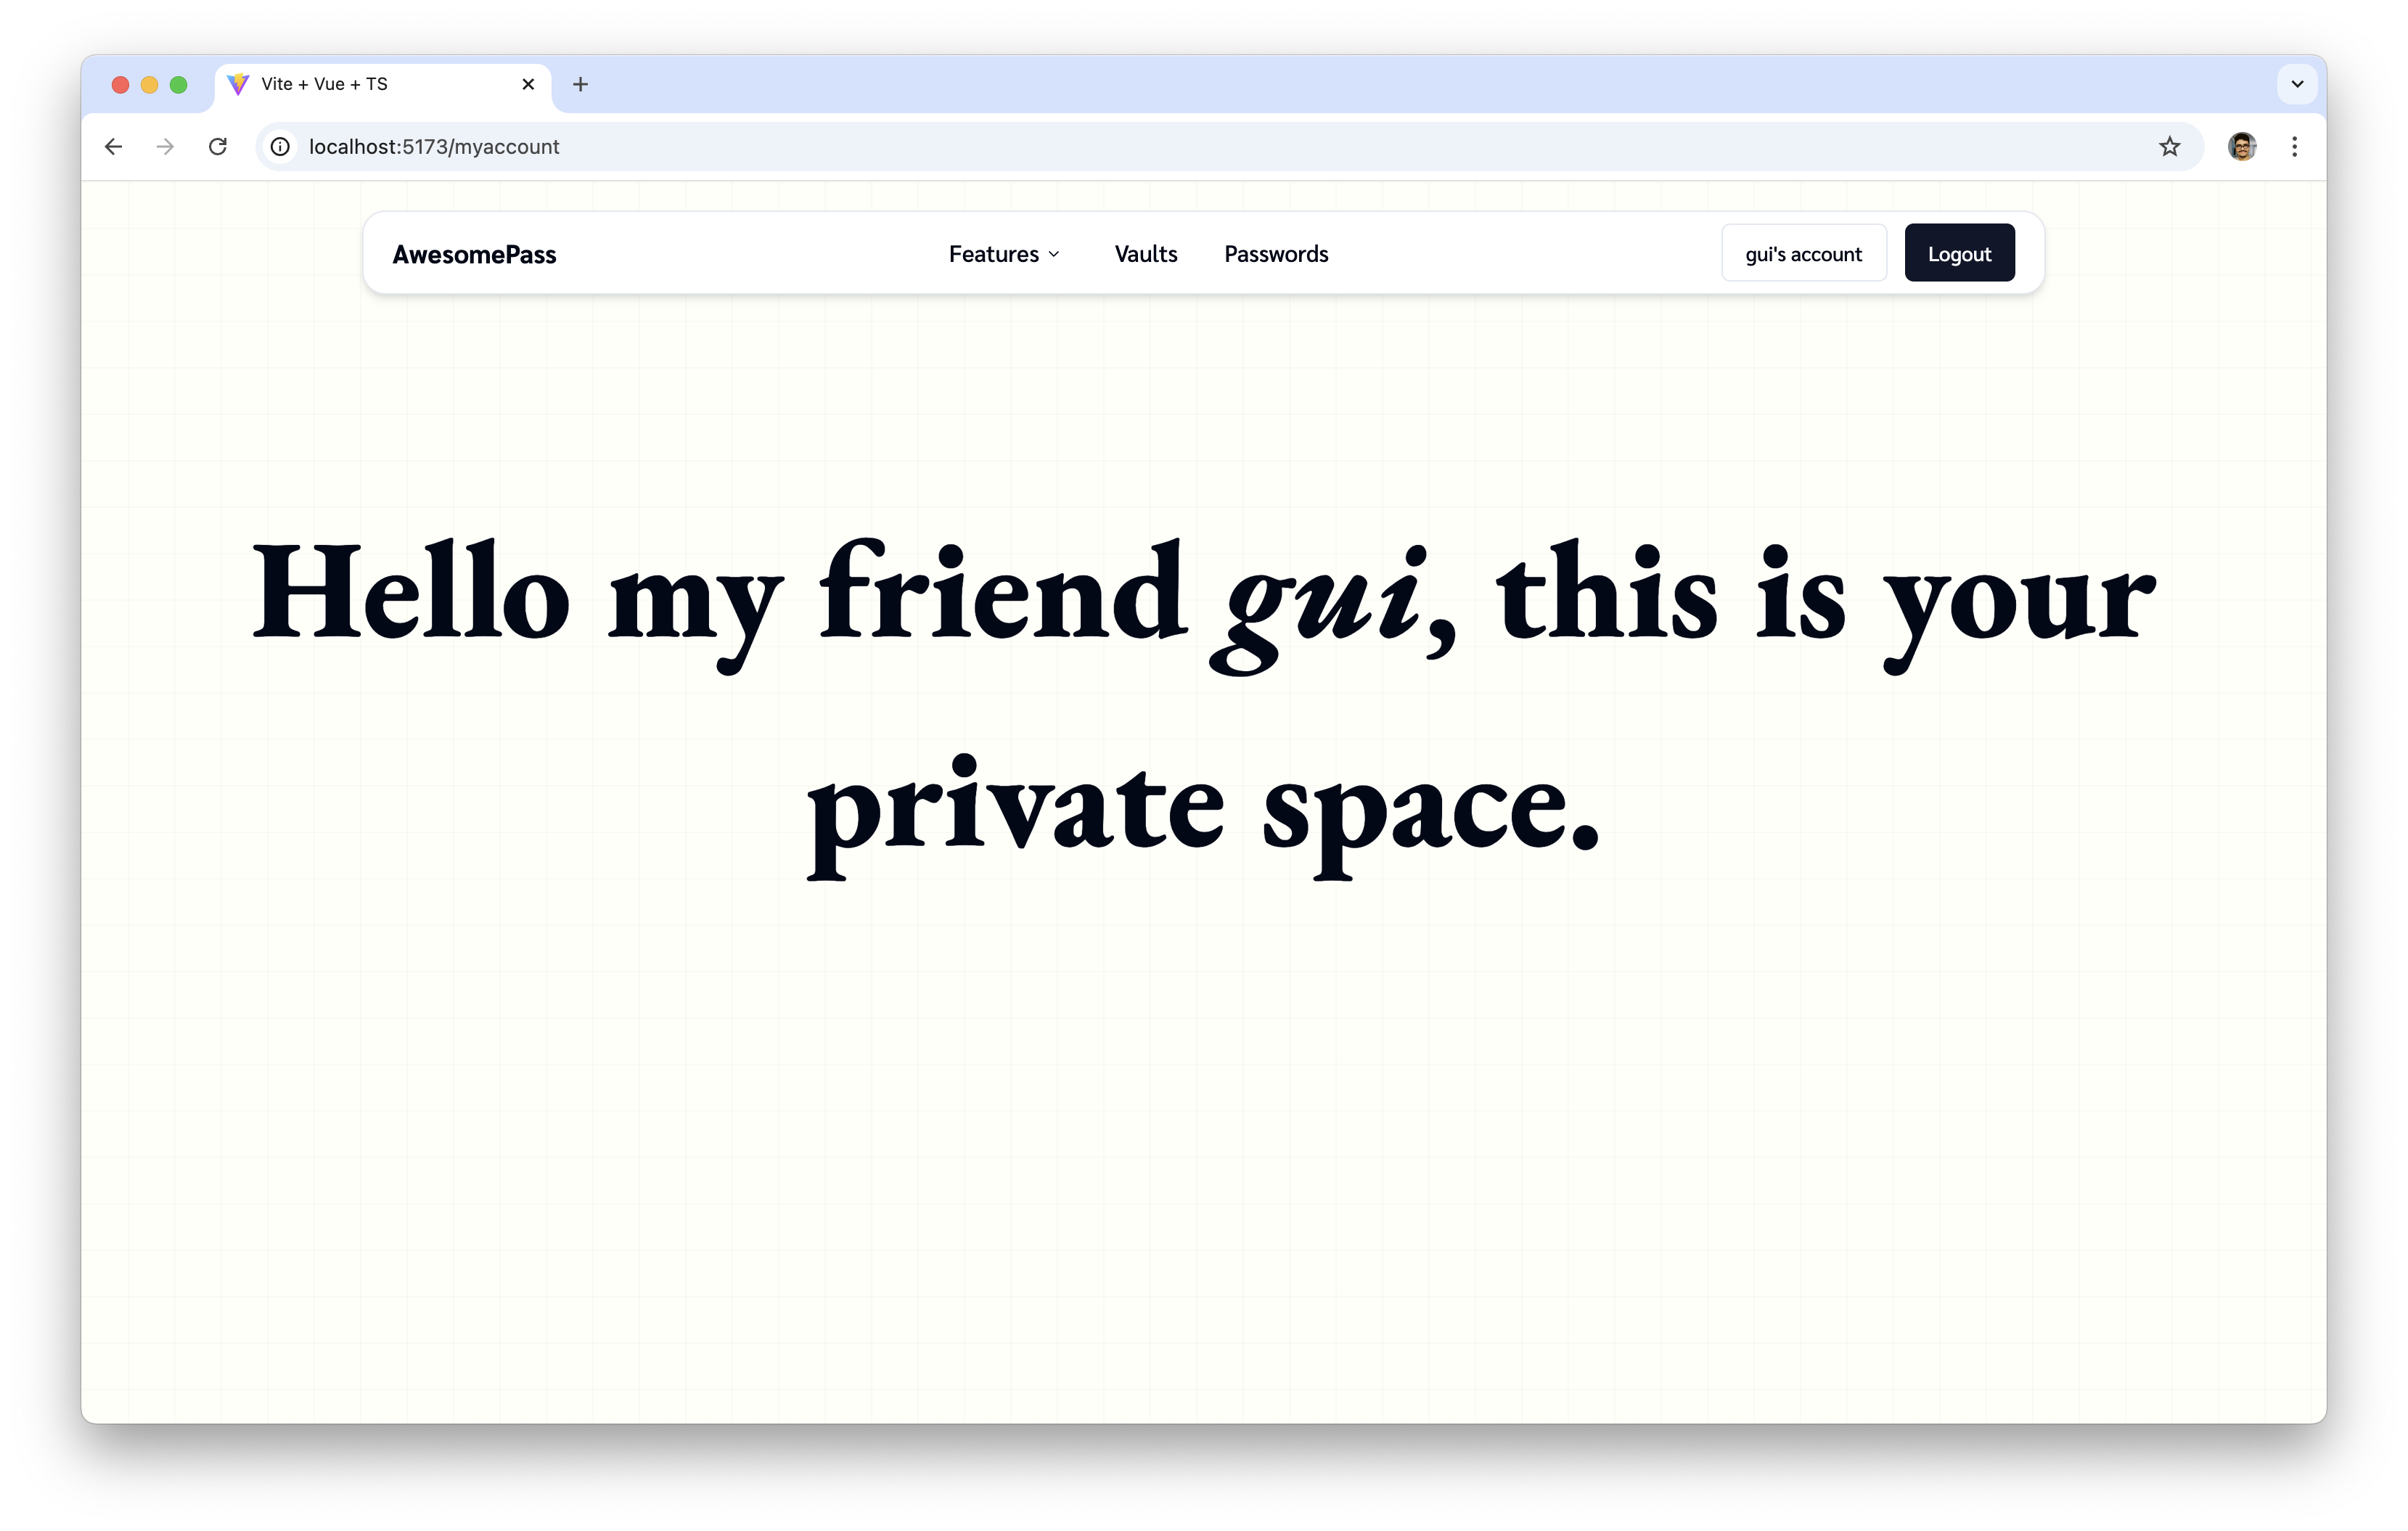 Vite + Vue + TS
localhost:5173/myaccount
AwesomePass Features Vaults Passwords gui's account Logout
Hello my friend gui, this is your
private space.